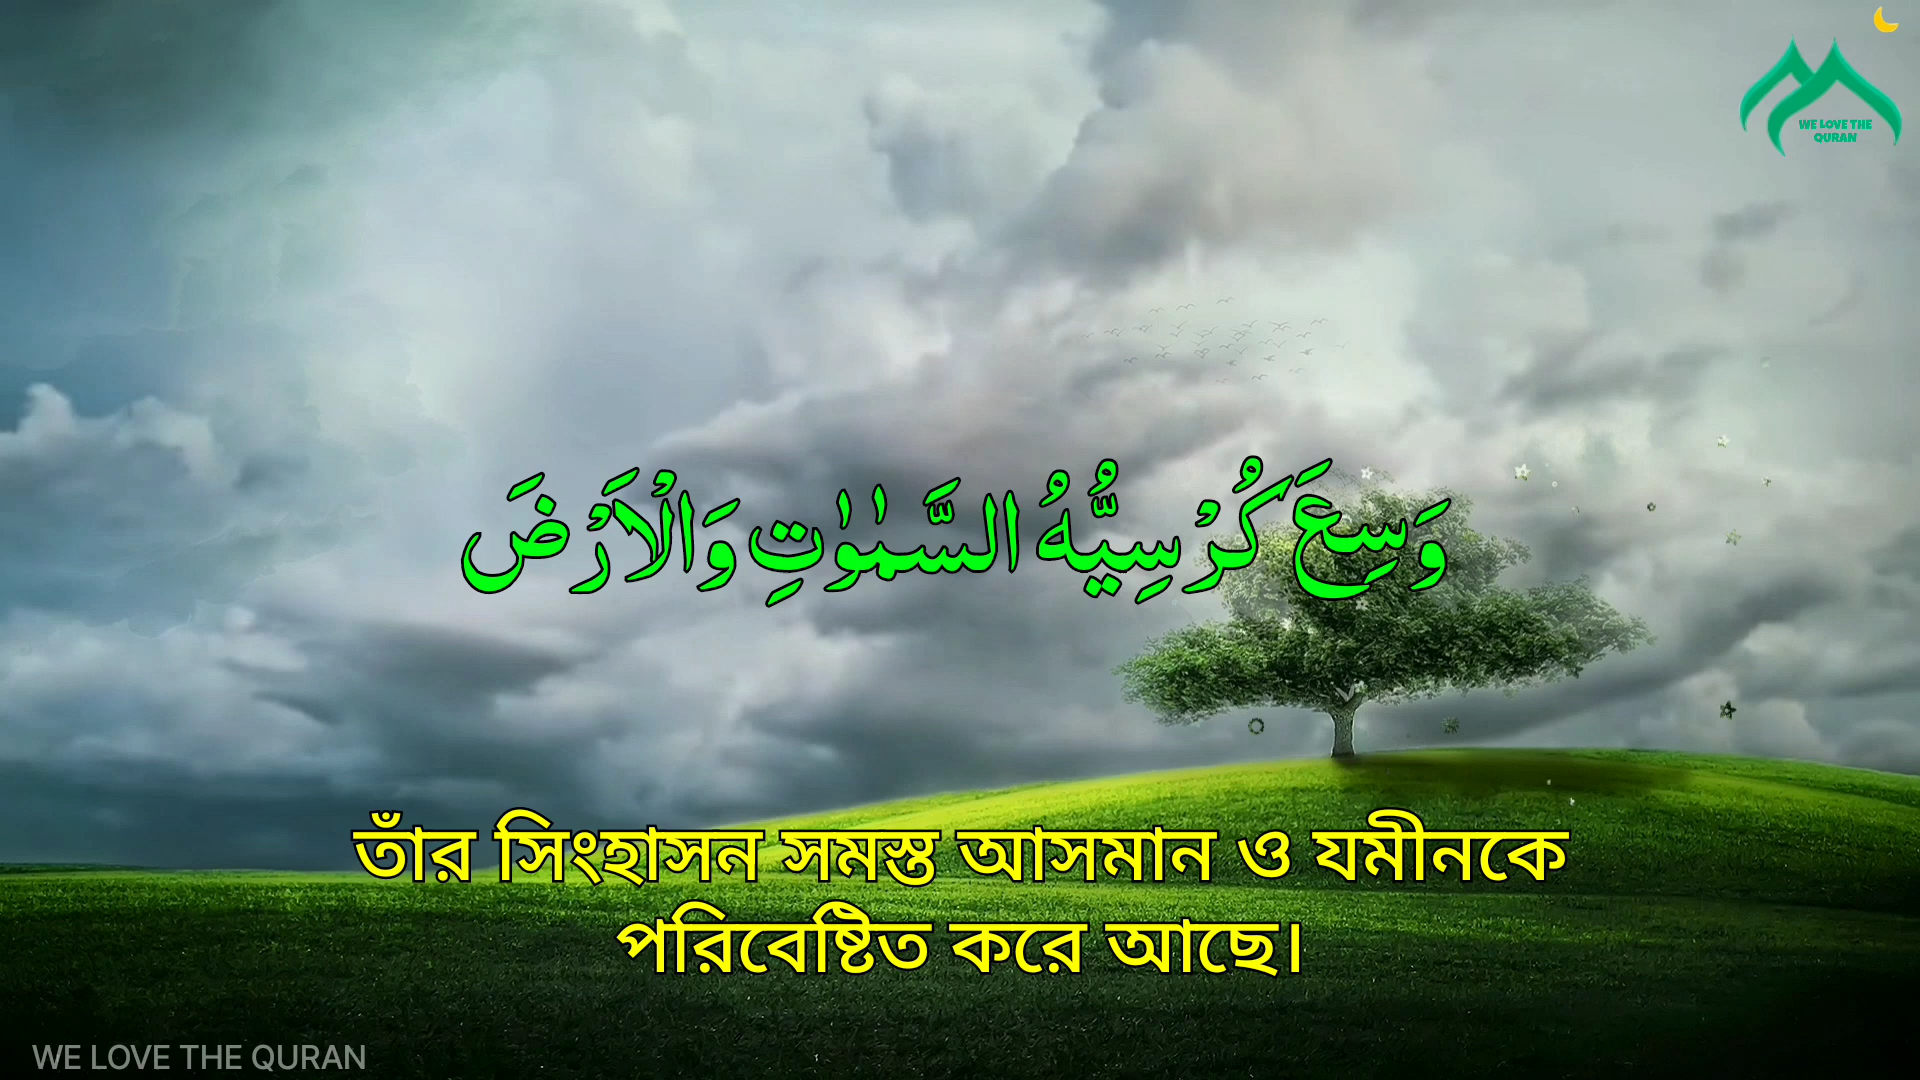 WE LOVE THE
QURAN
وَسِعَ كُرْسِيُّهُ السَّمٰوٰتِ وَالْاَرْضَ
তাঁর সিংহাসন সমস্ত আসমান ও যমীনকে
পরিবেষ্টিত করে আছে।
WE LOVE THE QURAN